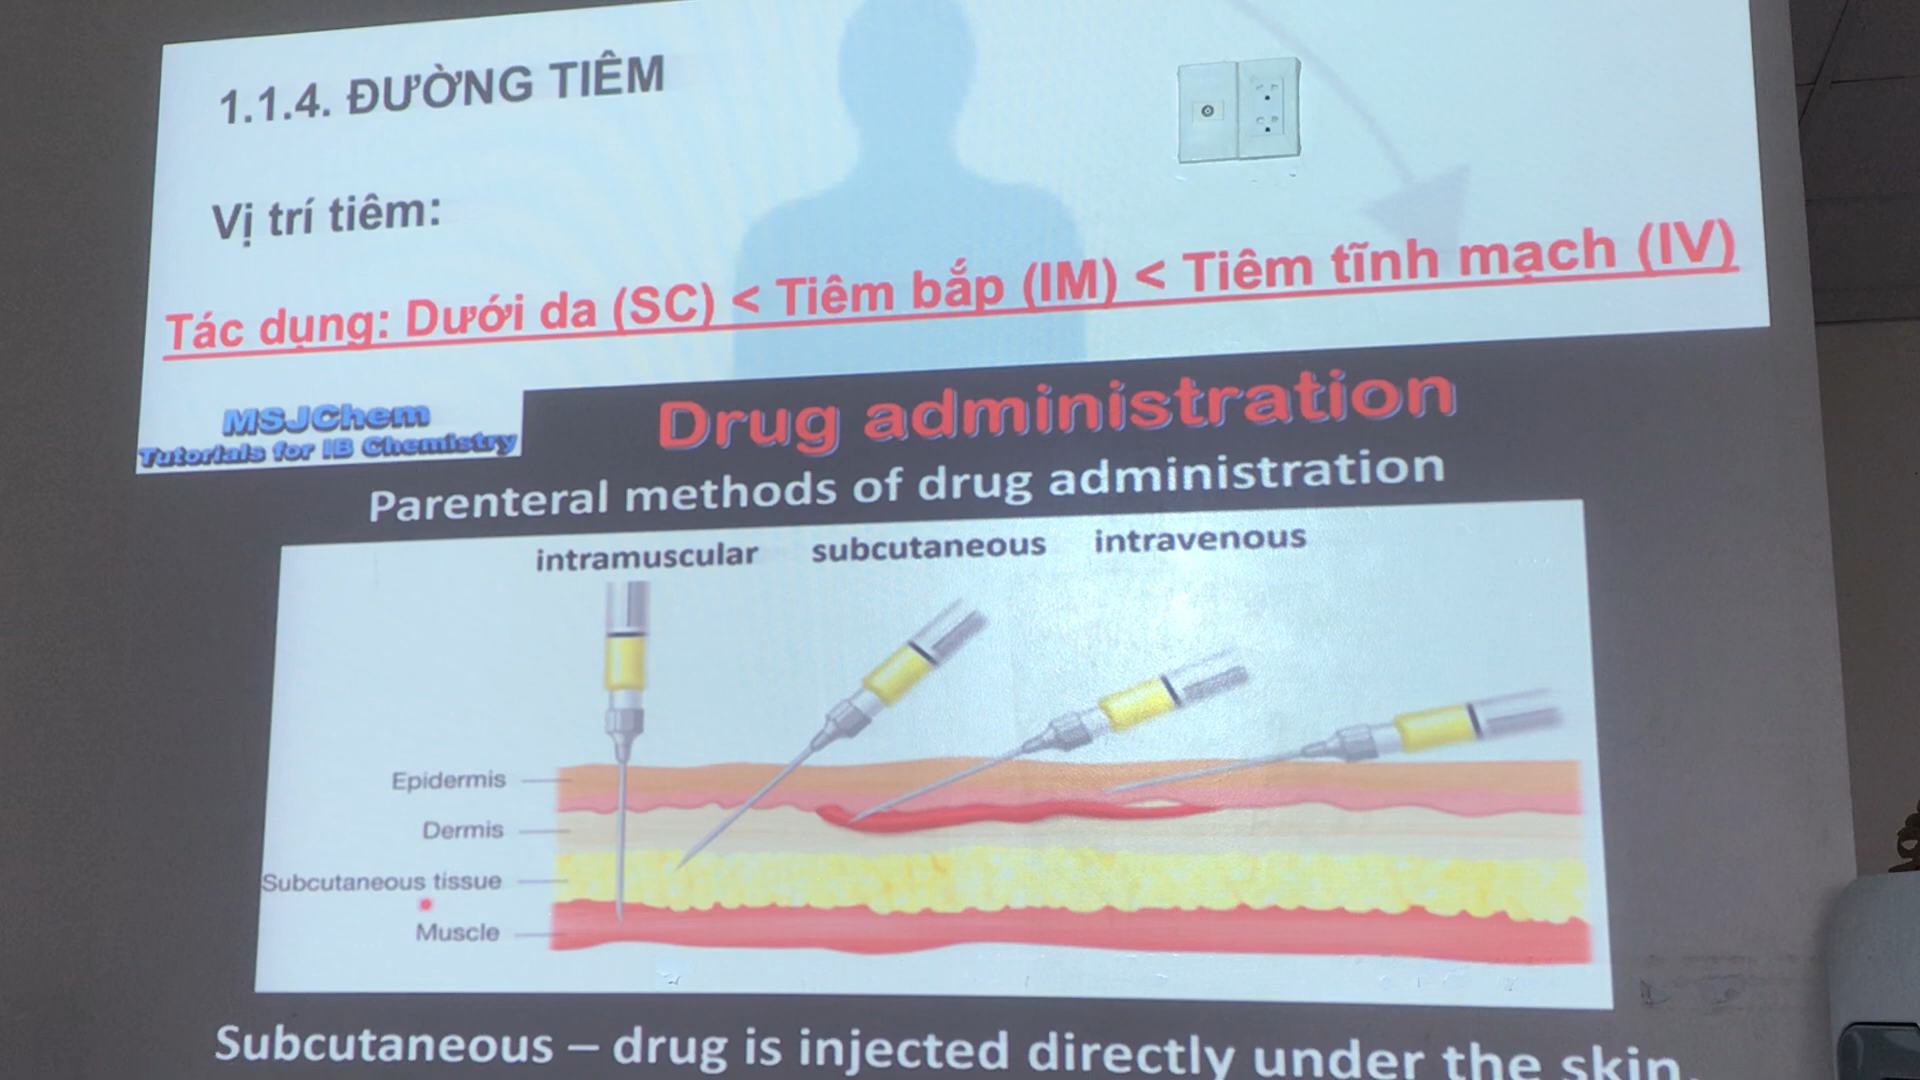 1.1.4. ĐƯỜNG TIÊM
Vị trí tiêm:
Tác dụng: Dưới da (SC) < Tiêm bắp (IM) < Tiêm tĩnh mạch (IV)
MSJChem
Tutorials for IB Chemistry
Drug administration
Parenteral methods of drug administration
intramuscular subcutaneous intravenous
Epidermis
Dermis
Subcutaneous tissue
Muscle
Subcutaneous – drug is injected directly under the skin.